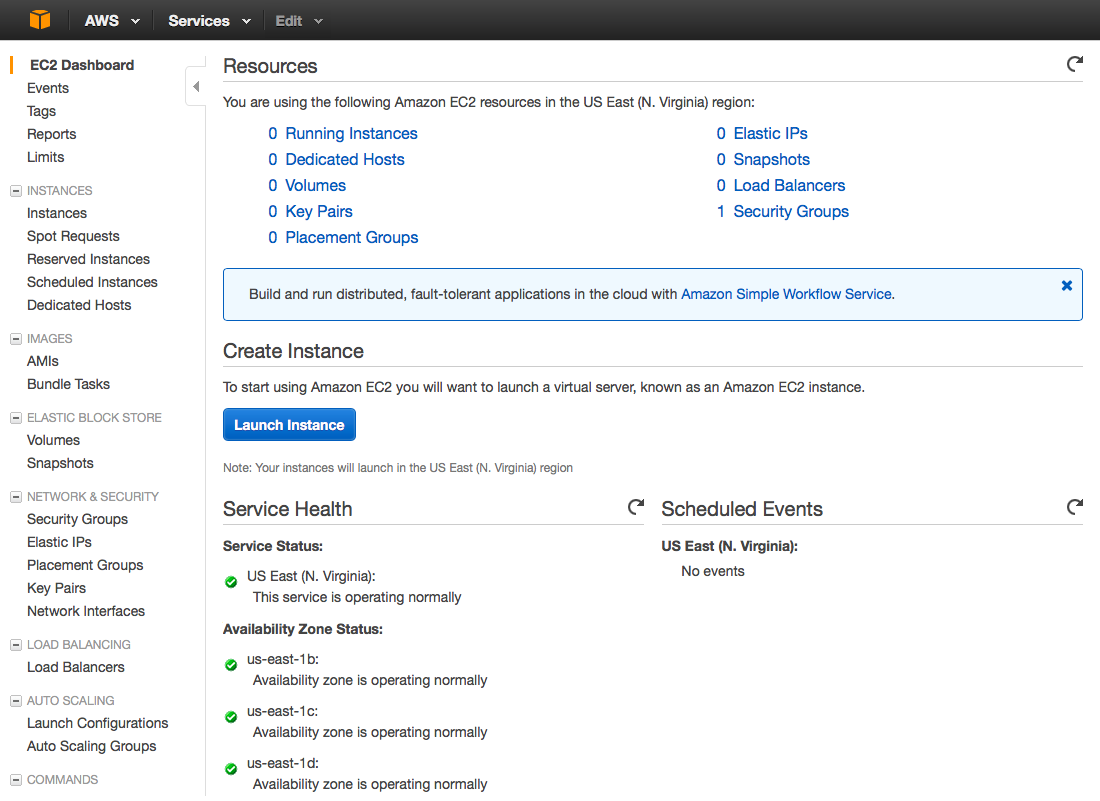 AWS Services Edit
EC2 Dashboard
Events
Tags
Reports
Limits
INSTANCES
Instances
Spot Requests
Reserved Instances
Scheduled Instances
Dedicated Hosts
IMAGES
AMIs
Bundle Tasks
ELASTIC BLOCK STORE
Volumes
Snapshots
NETWORK & SECURITY
Security Groups
Elastic IPs
Placement Groups
Key Pairs
Network Interfaces
LOAD BALANCING
Load Balancers
AUTO SCALING
Launch Configurations
Auto Scaling Groups
COMMANDS
Resources
You are using the following Amazon EC2 resources in the US East (N. Virginia) region:
0 Running Instances
0 Dedicated Hosts
0 Volumes
0 Key Pairs
0 Placement Groups
0 Elastic IPs
0 Snapshots
0 Load Balancers
1 Security Groups
Build and run distributed, fault-tolerant applications in the cloud with Amazon Simple Workflow Service.
Create Instance
To start using Amazon EC2 you will want to launch a virtual server, known as an Amazon EC2 instance.
Launch Instance
Note: Your instances will launch in the US East (N. Virginia) region
Service Health
Service Status:
US East (N. Virginia):
This service is operating normally
Availability Zone Status:
us-east-1b:
Availability zone is operating normally
us-east-1c:
Availability zone is operating normally
us-east-1d:
Availability zone is operating normally
Scheduled Events
US East (N. Virginia):
No events